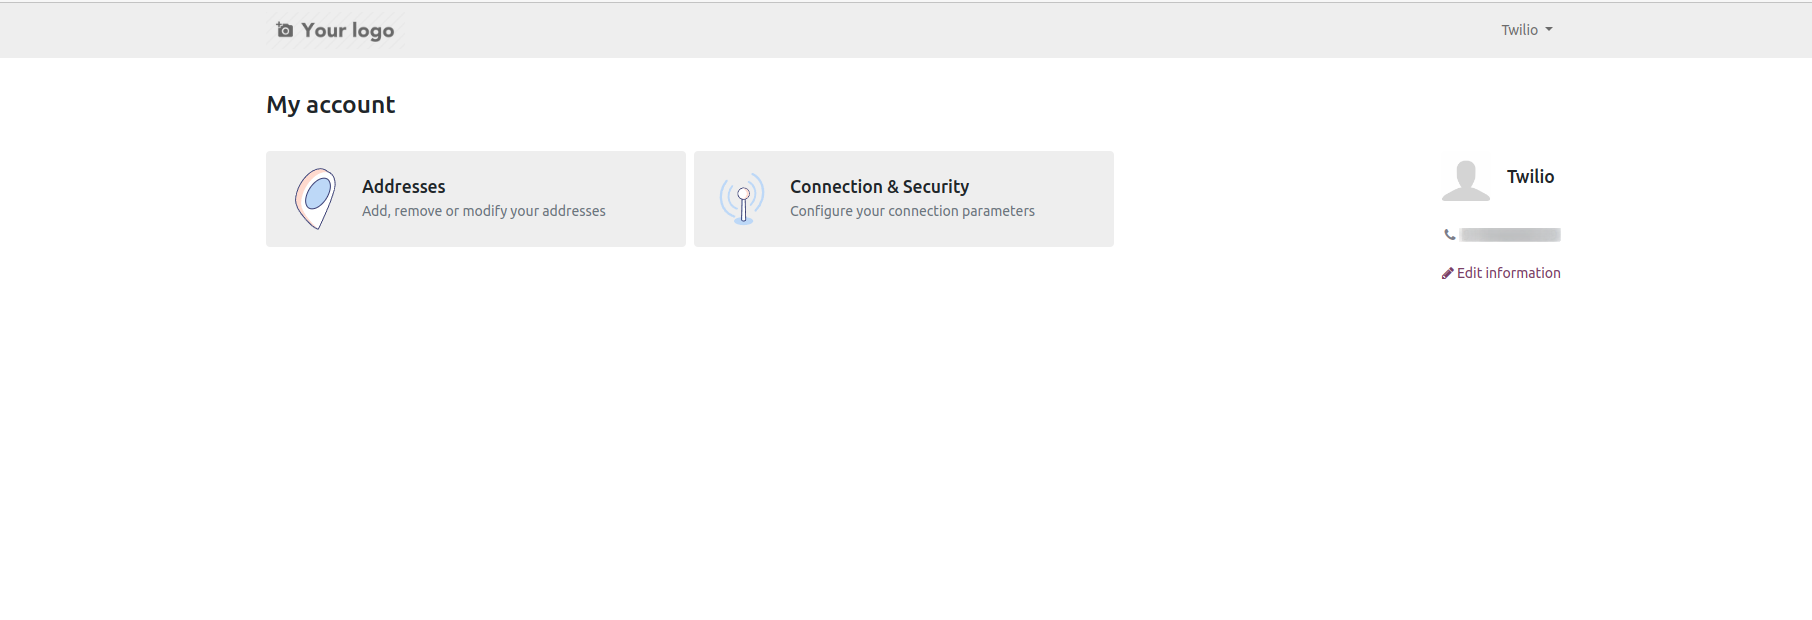 Your logo
Twilio
My account
Addresses
Add, remove or modify your addresses
Connection & Security
Configure your connection parameters
Twilio
Edit information